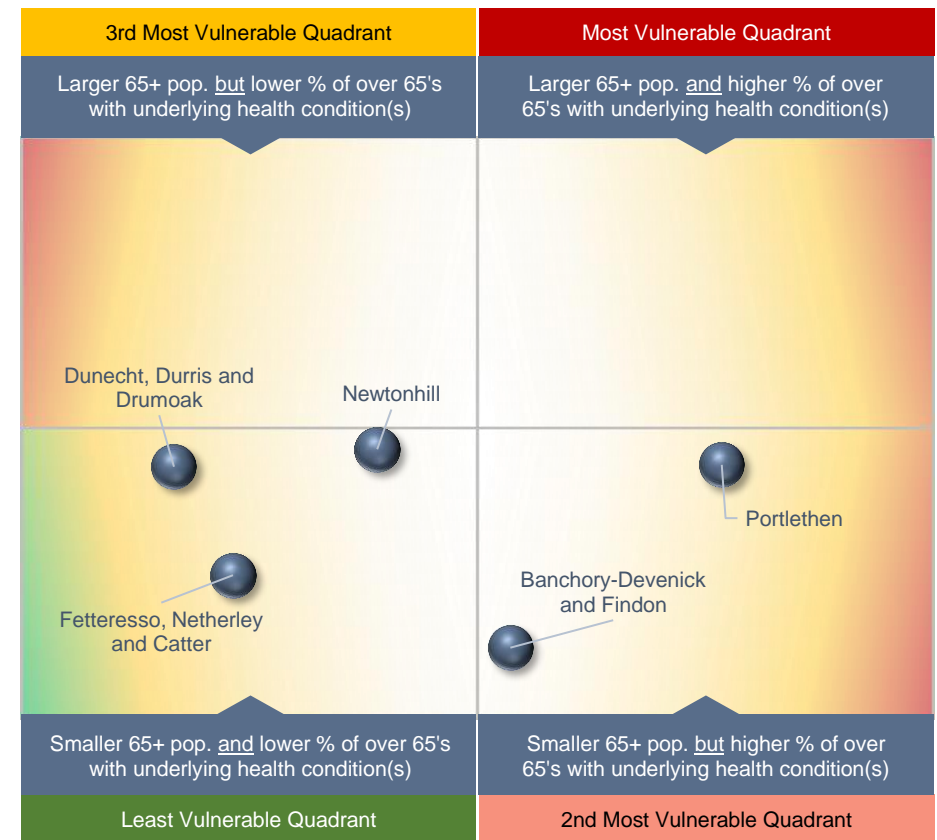 3rd Most Vulnerable Quadrant
Most Vulnerable Quadrant
Larger 65+ pop. but lower % of over 65's
with underlying health condition(s)
Larger 65+ pop. and higher % of over
65's with underlying health condition(s)
Dunecht, Durris and
Drumoak
Newtonhill
Portlethen
Banchory-Devenick
and Findon
Fetteresso, Netherley
and Catter
Smaller 65+ pop. and lower % of over 65's
with underlying health condition(s)
Smaller 65+ pop. but higher % of over
65's with underlying health condition(s)
Least Vulnerable Quadrant
2nd Most Vulnerable Quadrant